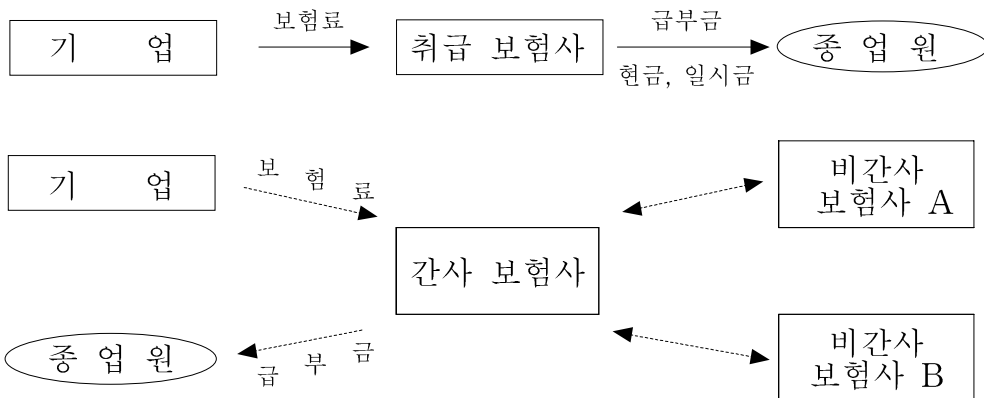 보험료
급부금
기 업
취급 보험사
종 업 원
현금, 일시금
기 업
보 험 료
비간사
보험사 A
간사 보험사
종 업 원
급 부 금
비간사
보험사 B